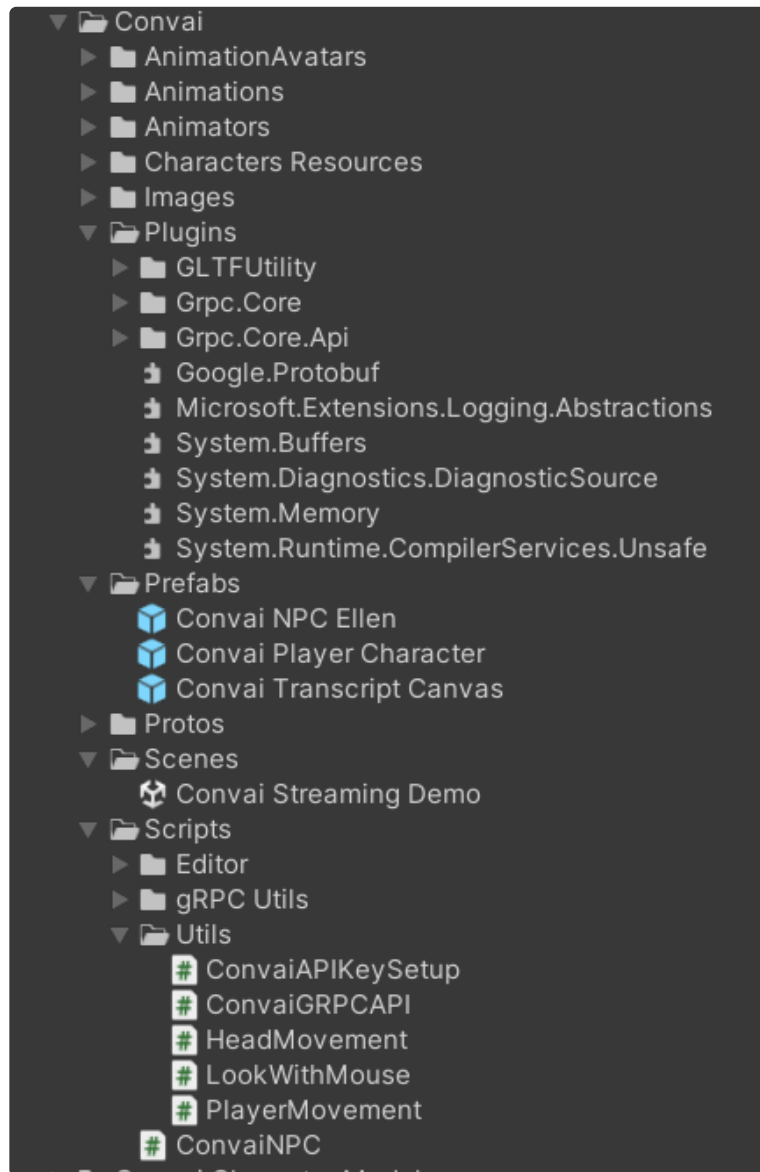 Convai
AnimationAvatars
Animations
Animators
Characters Resources
Images
Plugins
GLTFUtility
Grpc.Core
Grpc.Core.Api
Google.Protobuf
Microsoft.Extensions.Logging.Abstractions
System.Buffers
System.Diagnostics.DiagnosticSource
System.Memory
System.Runtime.CompilerServices.Unsafe
Prefabs
Convai NPC Ellen
Convai Player Character
Convai Transcript Canvas
Protos
Scenes
Convai Streaming Demo
Scripts
Editor
gRPC Utils
Utils
ConvaiAPIKeySetup
ConvaiGRPCAPI
HeadMovement
LookWithMouse
PlayerMovement
ConvaiNPC